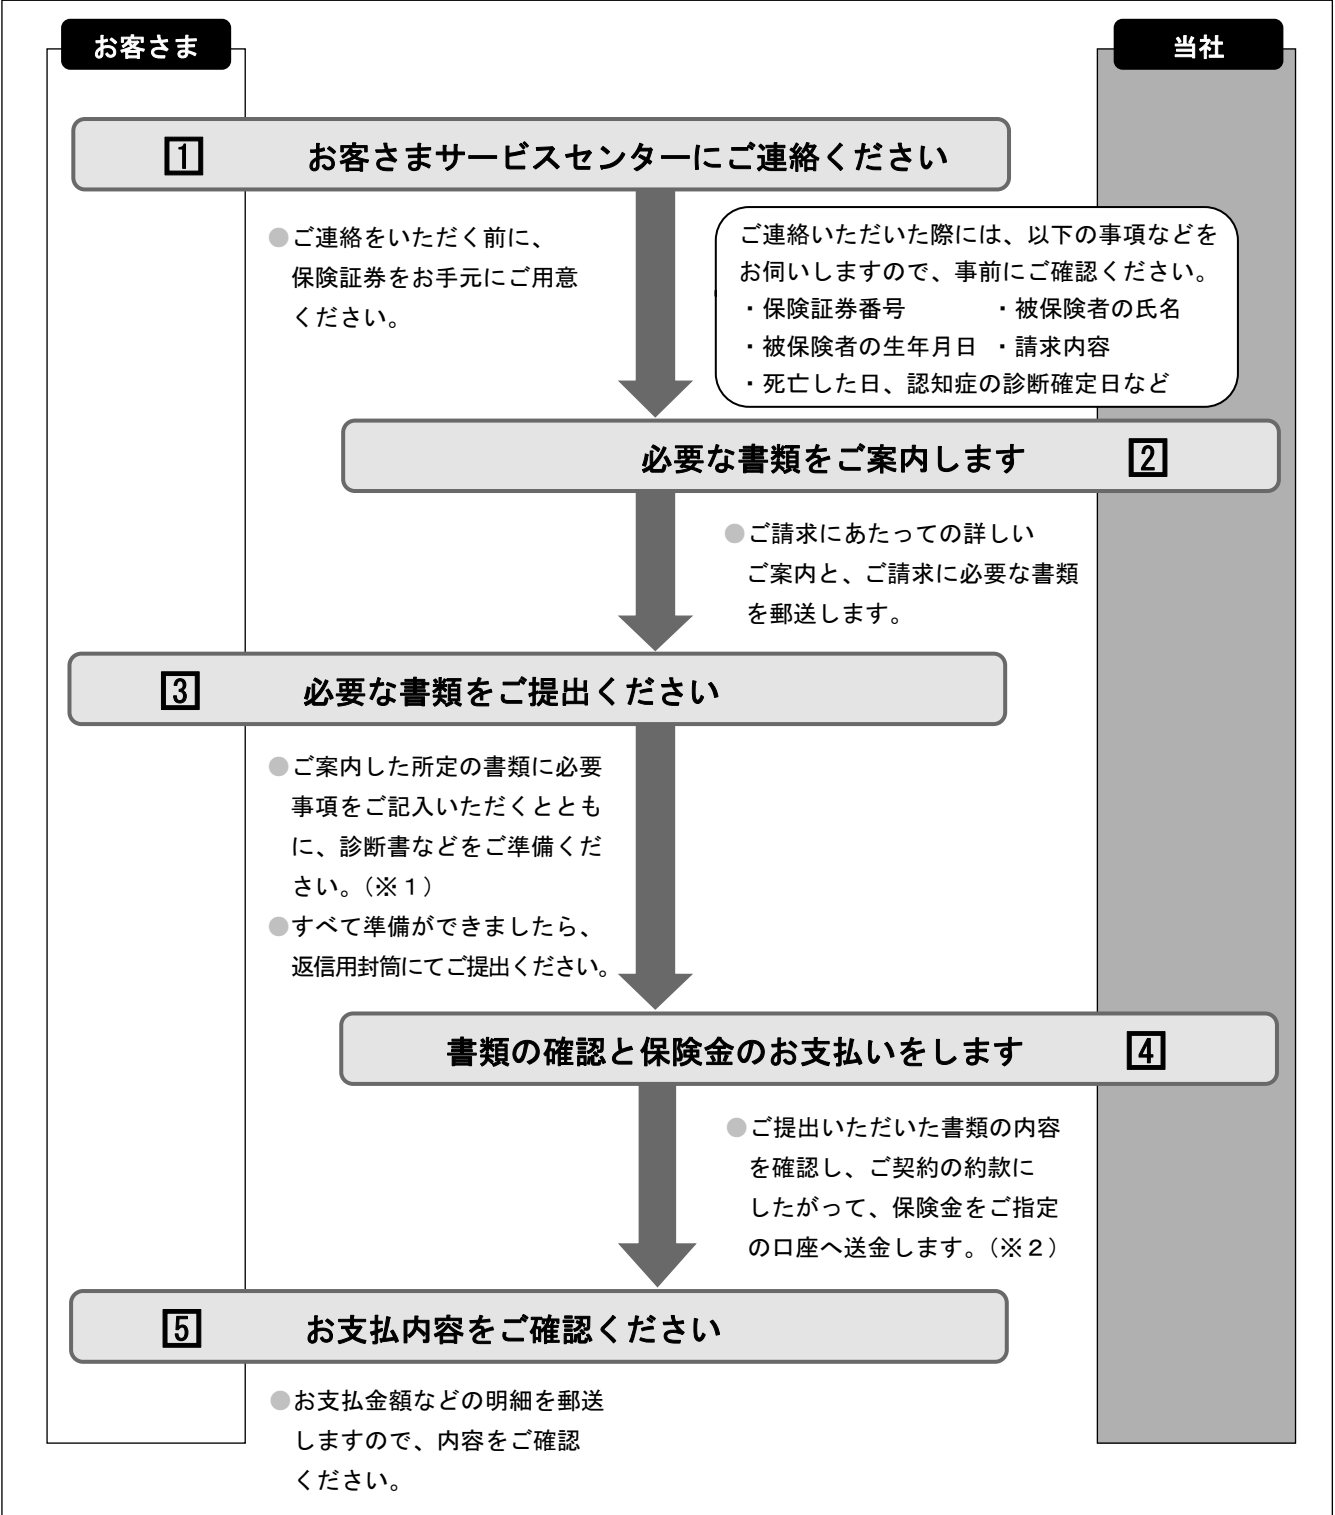 お客さま
当社
1 お客さまサービスセンターにご連絡ください
●ご連絡をいただく前に、
保険証券をお手元にご用意
ください。
ご連絡いただいた際には、以下の事項などを
お伺いしますので、事前にご確認ください。
・保険証券番号 ・被保険者の氏名
・被保険者の生年月日 ・請求内容
・死亡した日、認知症の診断確定日など
必要な書類をご案内します 2
●ご請求にあたっての詳しい
ご案内と、ご請求に必要な書類
を郵送します。
3 必要な書類をご提出ください
●ご案内した所定の書類に必要
事項をご記入いただくととも
に、診断書などをご準備くだ
さい。（※１）
●すべて準備ができましたら、
返信用封筒にてご提出ください。
書類の確認と保険金のお支払いをします 4
●ご提出いただいた書類の内容
を確認し、ご契約の約款に
したがって、保険金をご指定
の口座へ送金します。（※２）
5 お支払内容をご確認ください
●お支払金額などの明細を郵送
しますので、内容をご確認
ください。